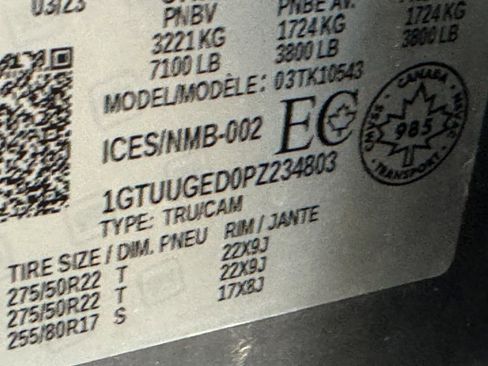 03/23
PNBV PNBE AV.
3221 KG 1724 KG 1724 KG
7100 LB 3800 LB 3800 LB
MODEL/MODÈLE: 03TK10543
ICES/NMB-002 EC
CANADA
985
TRANSPORT
1GTUUGED0PZ234803
TYPE: TRU/CAM
TIRE SIZE / DIM. PNEU RIM / JANTE
275/50R22 T 22X9J
275/50R22 T 22X9J
255/80R17 S 17X8J